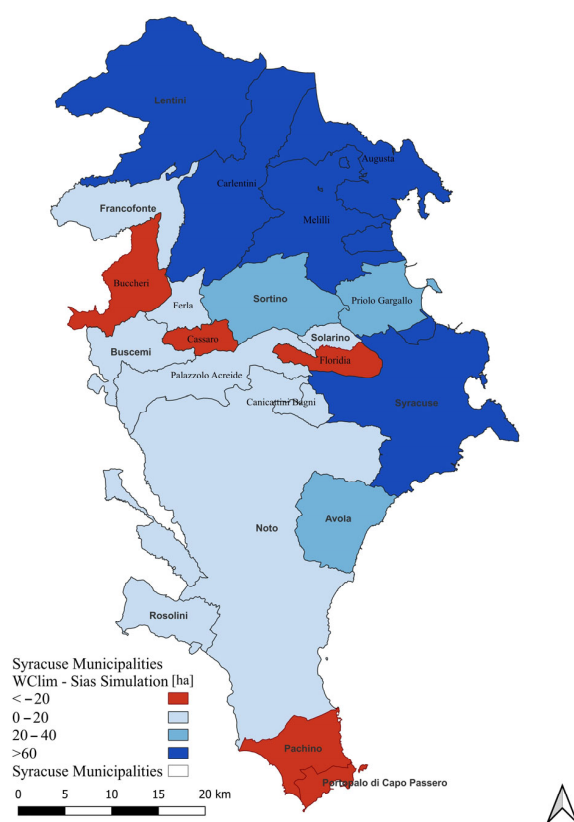 Lentini
Augusta
Carlentini
Francofonte
Melilli
Buccheri
Ferla
Sortino
Priolo Gargallo
Cassaro
Solarino
Buscemi
Floridia
Palazzolo Acreide
Canicattini Bagni
Syracuse
Avola
Noto
Rosolini
Syracuse Municipalities
WClim - Sias Simulation [ha]
< −20
0−20
20−40
>60
Syracuse Municipalities
Pachino
Portopalo di Capo Passero
0 5 10 15 20 km